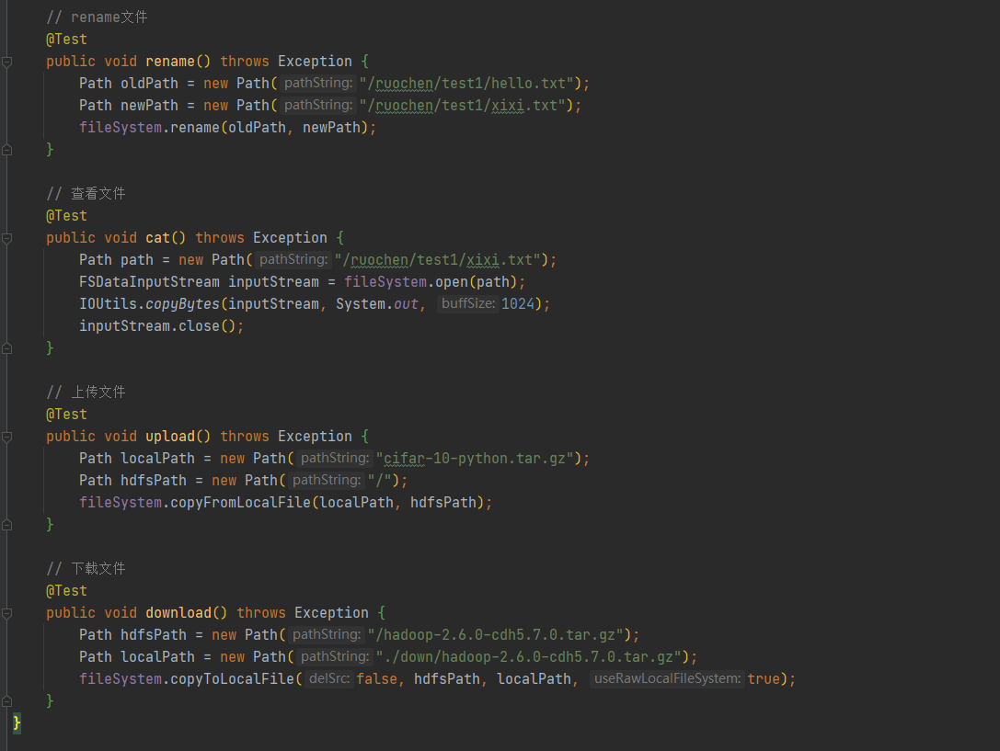 // rename文件
@Test
public void rename() throws Exception {
Path oldPath = new Path( pathString: "/ruochen/test1/hello.txt");
Path newPath = new Path( pathString: "/ruochen/test1/xixi.txt");
fileSystem.rename(oldPath, newPath);
}
// 查看文件
@Test
public void cat() throws Exception {
Path path = new Path( pathString: "/ruochen/test1/xixi.txt");
FSDataInputStream inputStream = fileSystem.open(path);
IOUtils.copyBytes(inputStream, System.out, buffSize: 1024);
inputStream.close();
}
// 上传文件
@Test
public void upload() throws Exception {
Path localPath = new Path( pathString: "cifar-10-python.tar.gz");
Path hdfsPath = new Path( pathString: "/");
fileSystem.copyFromLocalFile(localPath, hdfsPath);
}
// 下载文件
@Test
public void download() throws Exception {
Path hdfsPath = new Path( pathString: "/hadoop-2.6.0-cdh5.7.0.tar.gz");
Path localPath = new Path( pathString: "./down/hadoop-2.6.0-cdh5.7.0.tar.gz");
fileSystem.copyToLocalFile( delSrc: false, hdfsPath, localPath, useRawLocalFileSystem: true);
}
}